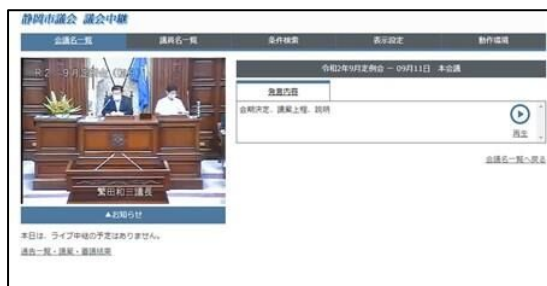 静岡市議会 議会中継
会議名一覧 議員名一覧 条件検索 表示設定 動作環境
令和2年9月定例会 － 09月11日 本会議
発言内容
会期決定、議案上程、説明
再生
会議名一覧へ戻る
繁田和三議長
▲お知らせ
本日は、ライブ中継の予定はありません。
通告一覧・議案・審議結果